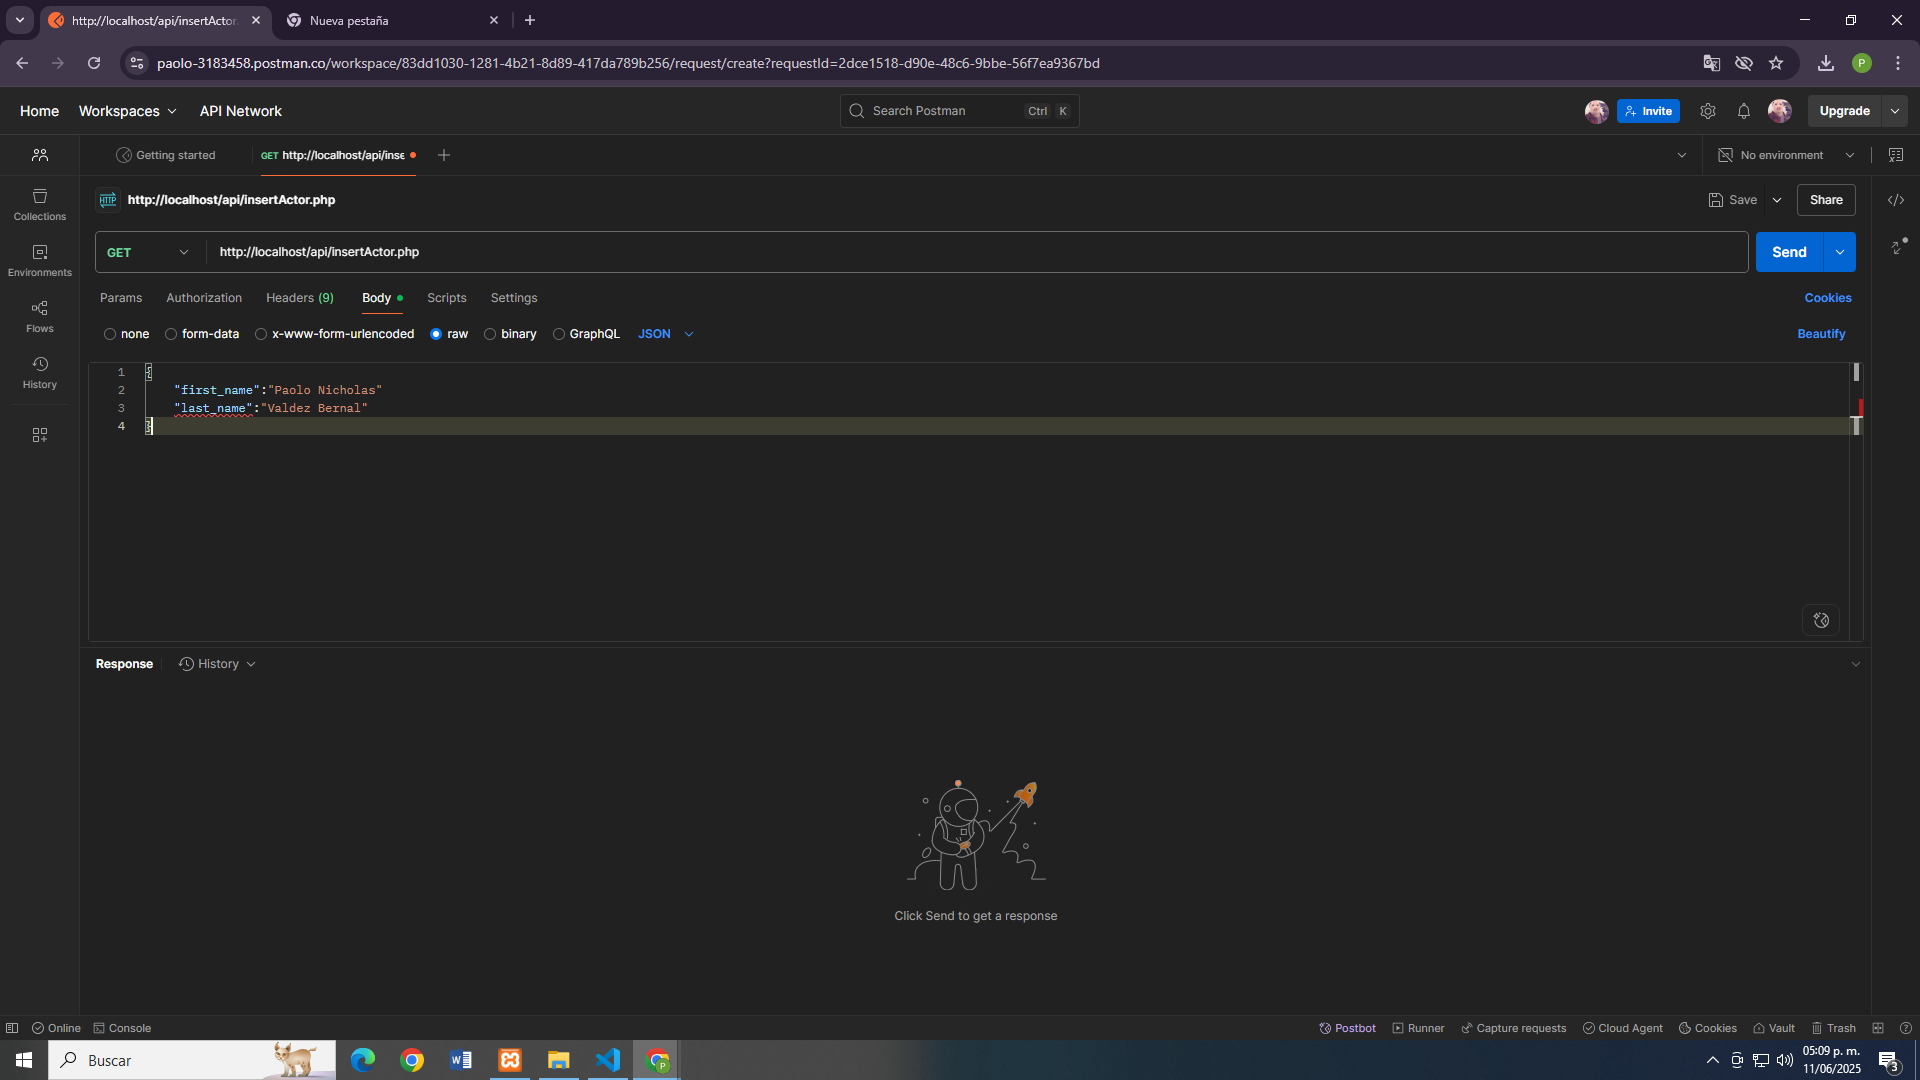 http://localhost/api/insertActor.
Nueva pestaña
paolo-3183458.postman.co/workspace/83dd1030-1281-4b21-8d89-417da789b256/request/create?requestId=2dce1518-d90e-48c6-9bbe-56f7ea9367bd
P
Home
Workspaces
API Network
Search Postman
Ctrl
K
Invite
Upgrade
Getting started
GET http://localhost/api/inse
No environment
Collections
Environments
Flows
History
HTTP http://localhost/api/insertActor.php
Save
Share
GET
http://localhost/api/insertActor.php
Send
Params
Authorization
Headers (9)
Body
Scripts
Settings
Cookies
none
form-data
x-www-form-urlencoded
raw
binary
GraphQL
JSON
Beautify
1 {
2 "first_name":"Paolo Nicholas"
3 "last_name":"Valdez Bernal"
4 }
Response
History
Click Send to get a response
Online
Console
Postbot
Runner
Capture requests
Cloud Agent
Cookies
Vault
Trash
Buscar
05:09 p. m.
11/06/2025
3